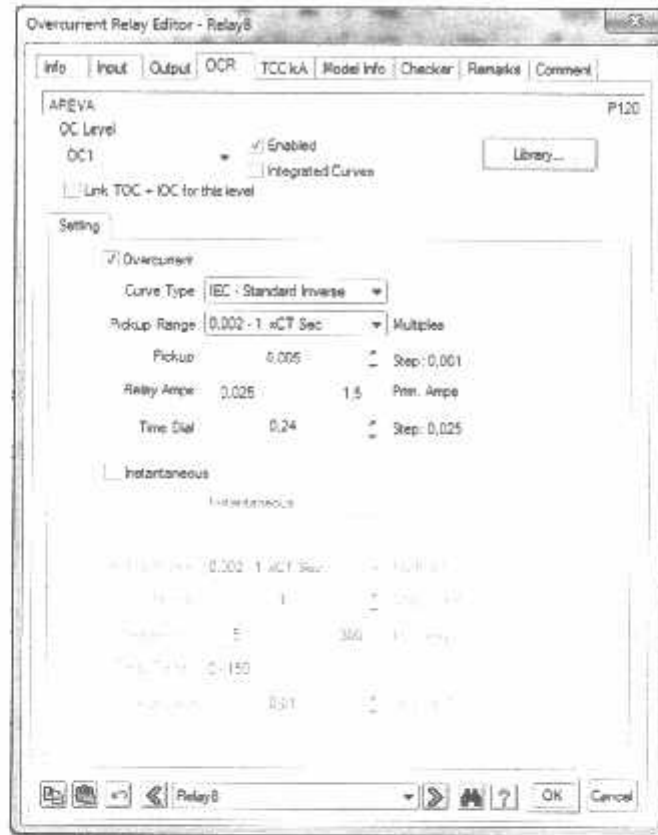 Overcurrent Relay Editor - Relay8
Info Input Output OCR TCC kA Model Info Checker Remarks Comment
AREVA P120
OC Level
OC1 Enabled Library...
Integrated Curves
Link TOC + IOC for this level
Setting
Overcurrent
Curve Type IEC - Standard Inverse
Pickup Range 0.002 - 1 xCT Sec Multiples
Pickup 0,005 Step: 0,001
Relay Amps 0,025 1,5 Prim. Amps
Time Dial 0,24 Step: 0,025
Instantaneous
Instantaneous
0.002 - 1 xCT Sec
1
5 300
0 - 150
Relay8 ? OK Cancel